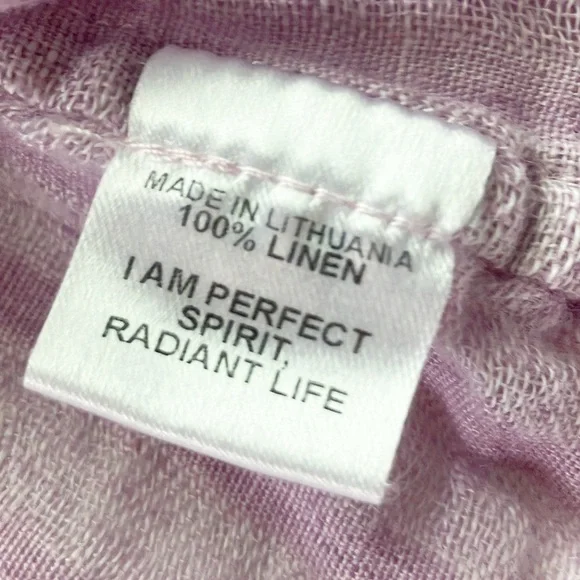 MADE IN LITHUANIA
100% LINEN
I AM PERFECT
SPIRIT,
RADIANT LIFE